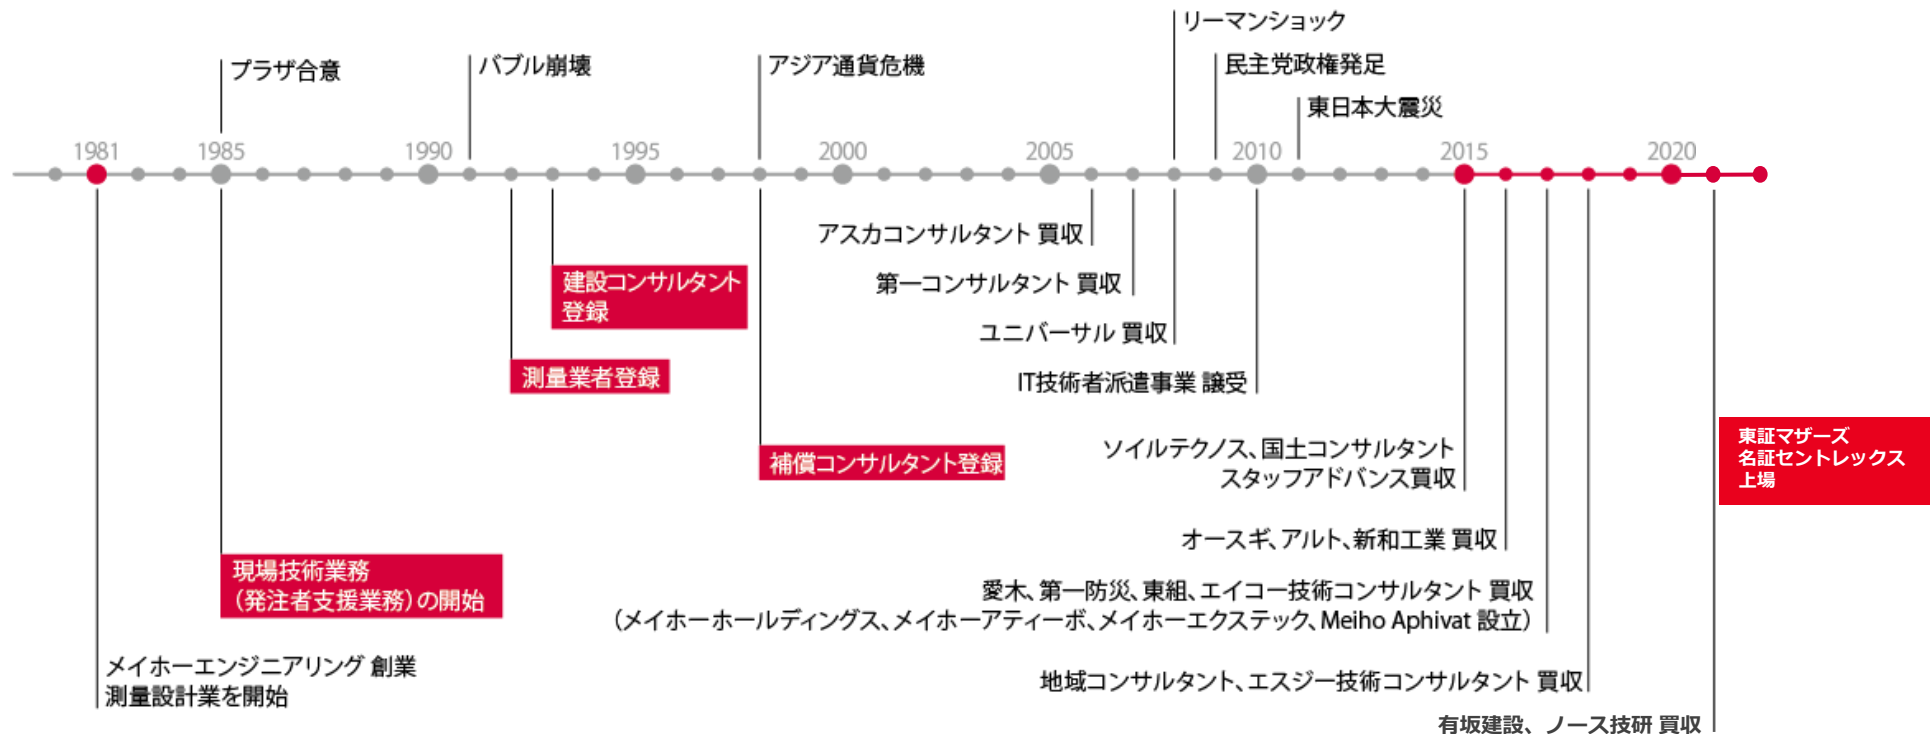 リーマンショック
プラザ合意
バブル崩壊
アジア通貨危機
民主党政権発足
東日本大震災
1981
1985
1990
1995
2000
2005
2010
2015
2020
アスカコンサルタント 買収
建設コンサルタント
登録
第一コンサルタント 買収
ユニバーサル 買収
測量業者登録
IT技術者派遣事業 譲受
補償コンサルタント登録
ソイルテクノス、国土コンサルタント
スタッフアドバンス買収
東証マザーズ
名証セントレックス
上場
オースギ、アルト、新和工業 買収
現場技術業務
（発注者支援業務）の開始
愛木、第一防災、東組、エイコー技術コンサルタント 買収
（メイホーホールディングス、メイホーアティーボ、メイホーエクステック、Meiho Aphivat 設立）
メイホーエンジニアリング 創業
測量設計業を開始
地域コンサルタント、エスジー技術コンサルタント 買収
有坂建設、ノース技研 買収